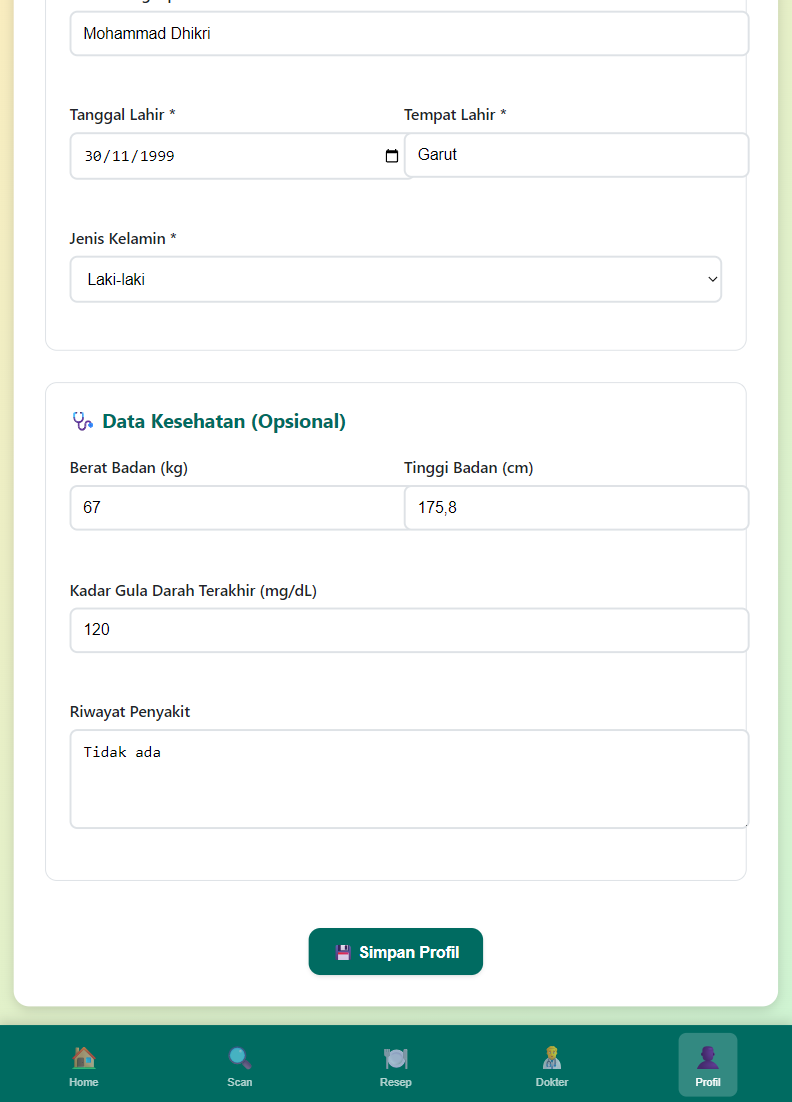 Mohammad Dhikri
Tanggal Lahir * Tempat Lahir *
30/11/1999 Garut
Jenis Kelamin *
Laki-laki
Data Kesehatan (Opsional)
Berat Badan (kg) Tinggi Badan (cm)
67 175,8
Kadar Gula Darah Terakhir (mg/dL)
120
Riwayat Penyakit
Tidak ada
Simpan Profil
Home Scan Resep Dokter Profil